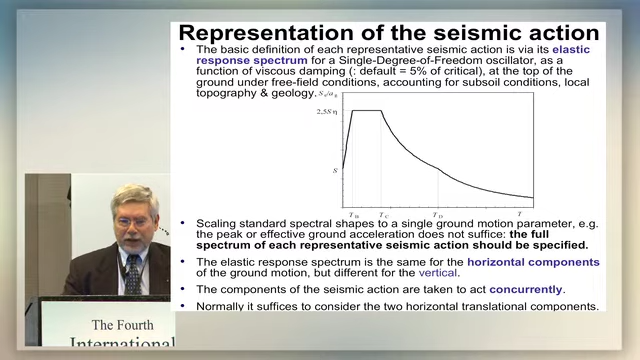 Representation of the seismic action
• The basic definition of each representative seismic action is via its elastic
response spectrum for a Single-Degree-of-Freedom oscillator, as a
function of viscous damping (: default = 5% of critical), at the top of the
ground under free-field conditions, accounting for subsoil conditions, local
topography & geology.
2,5Sη
S
T_B T_C T_D T
• Scaling standard spectral shapes to a single ground motion parameter, e.g.
the peak or effective ground acceleration does not suffice: the full
spectrum of each representative seismic action should be specified.
• The elastic response spectrum is the same for the horizontal components
of the ground motion, but different for the vertical.
• The components of the seismic action are taken to act concurrently.
• Normally it suffices to consider the two horizontal translational components.
The Fourth
International